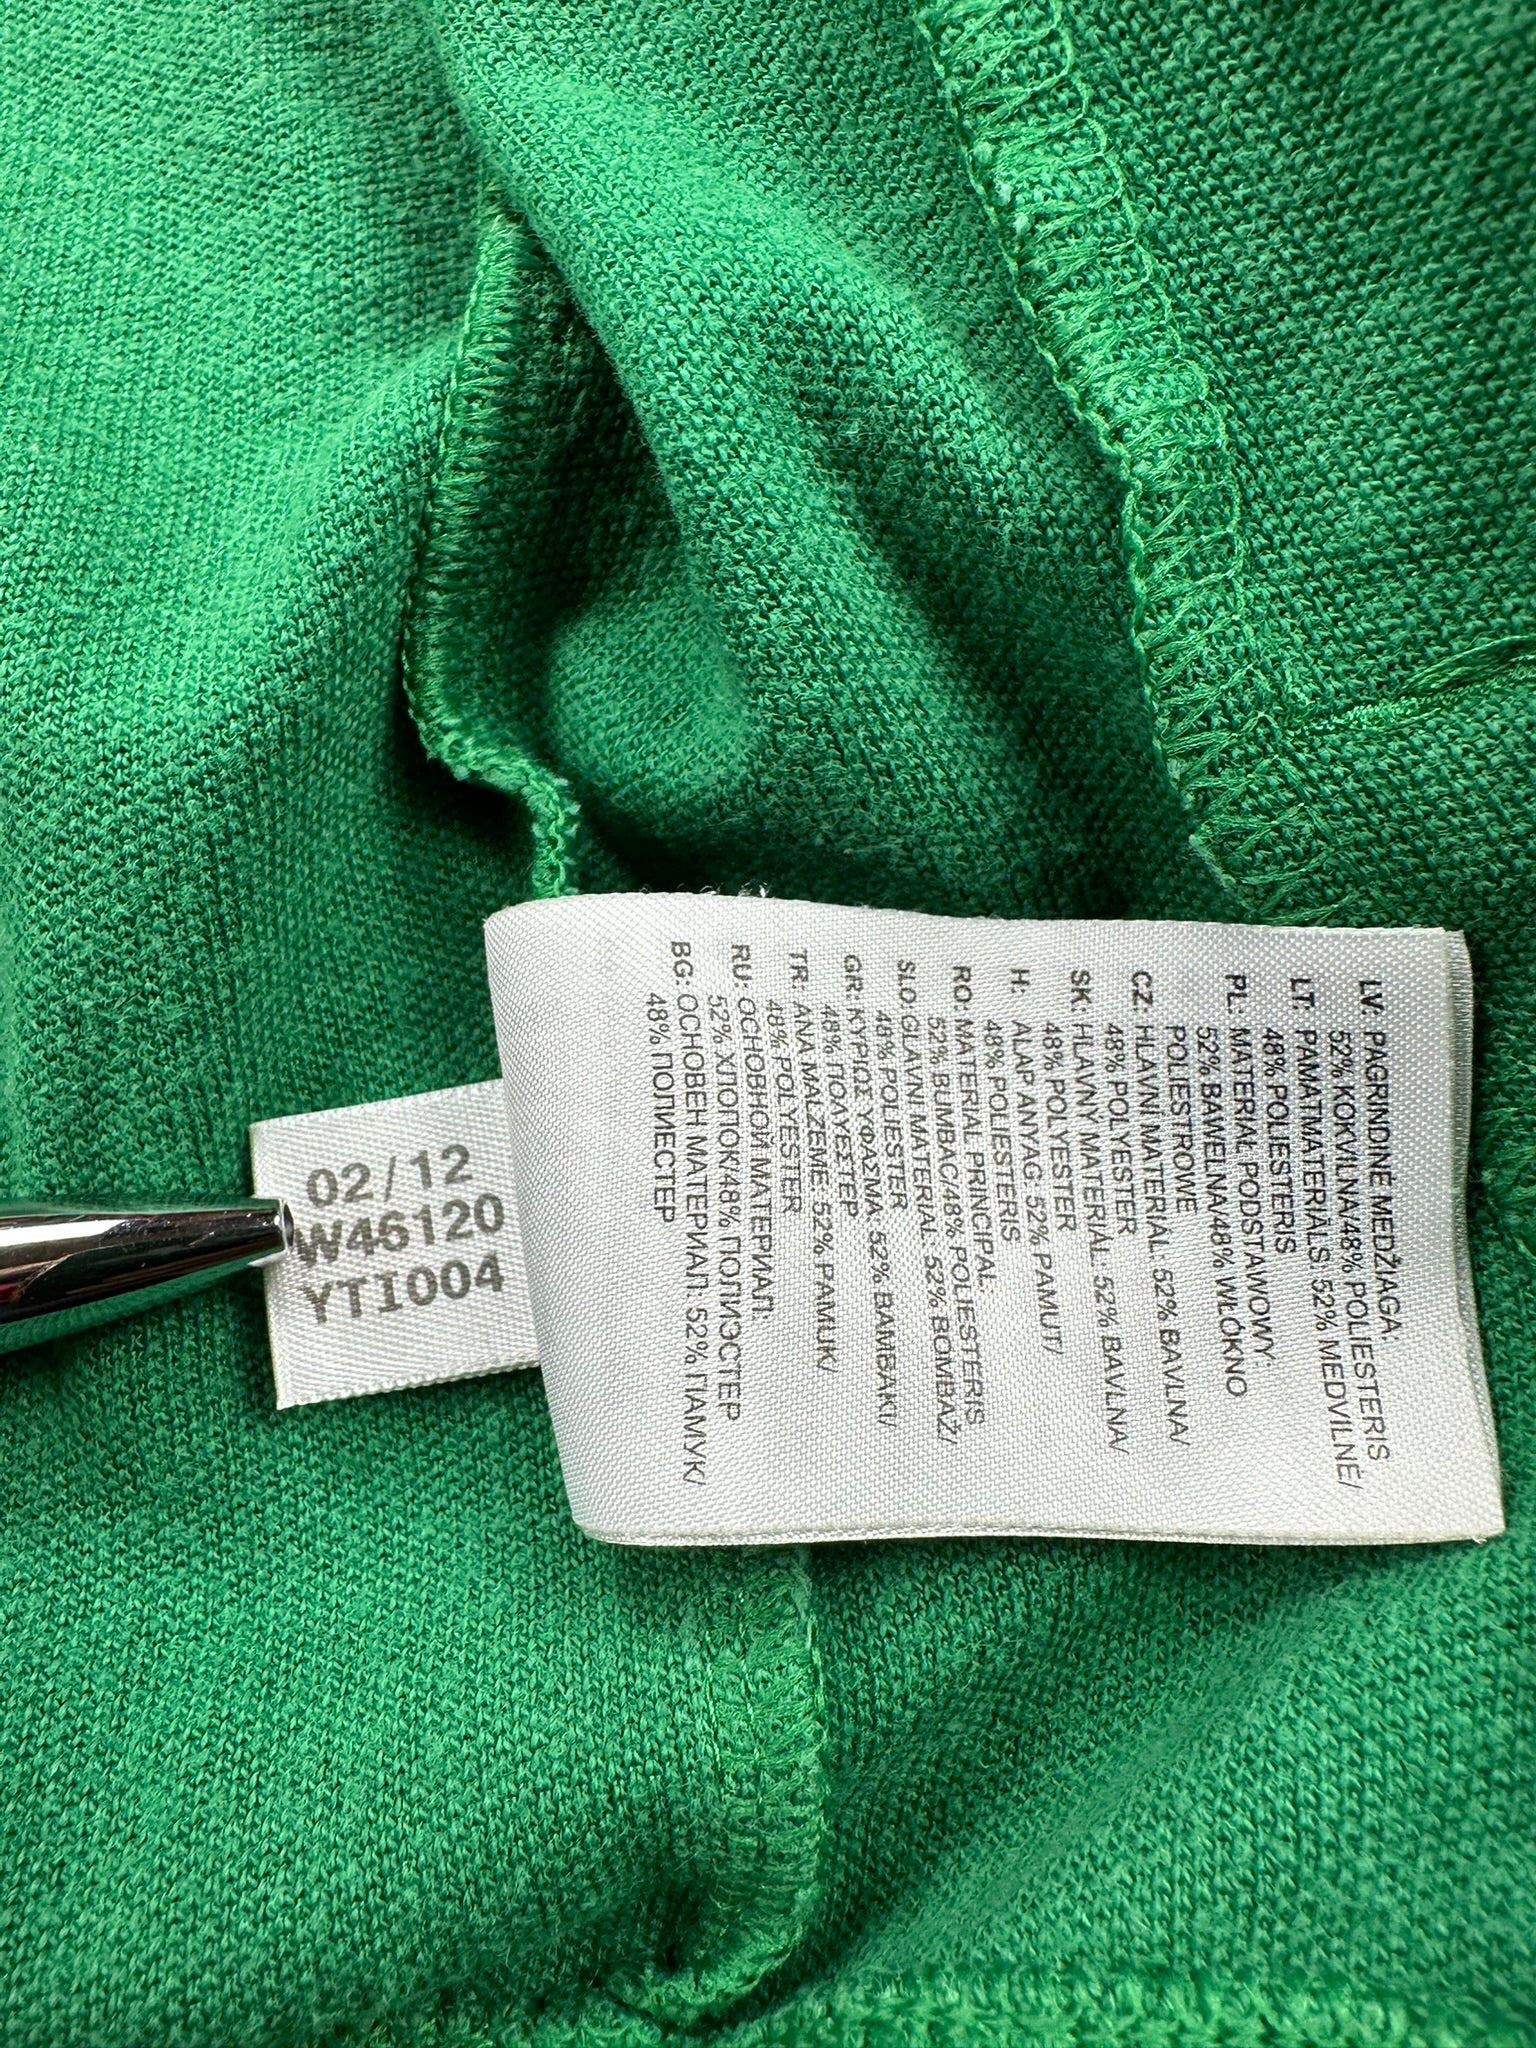 02/12
W46120
YTI004
LV: PAGRINDINĖ MEDŽIAGA:
52% KOKVILNA/48% POLIESTERIS
LT: PAMATMATERIĀLS: 52% MEDVILNĖ/
48% POLIESTERIS
PL: MATERIAŁ PODSTAWOWY:
52% BAWEŁNA/48% WŁÓKNO
POLIESTROWE
CZ: HLAVNÍ MATERIÁL: 52% BAVLNA/
48% POLYESTER
SK: HLAVNÝ MATERIÁL: 52% BAVLNA/
48% POLYESTER
H: ALAP ANYAG: 52% PAMUT/
48% POLIESTERIS
RO: MATERIAL PRINCIPAL:
52% BUMBAC/48% POLIESTERIS
SLO: GLAVNI MATERIAL: 52% BOMBAŽ/
48% POLIESTER
GR: ΚΥΡΙΩΣ ΥΦΑΣΜΑ: 52% ΒΑΜΒΑΚΙ/
48% ΠΟΛΥΕΣΤΕΡ
TR: ANA MALZEME: 52% PAMUK/
48% POLYESTER
RU: ОСНОВНОЙ МАТЕРИАЛ:
52% ХЛОПОК/48% ПОЛИЭСТЕР
BG: ОСНОВЕН МАТЕРИАЛ: 52% ПАМУК/
48% ПОЛИЕСТЕР